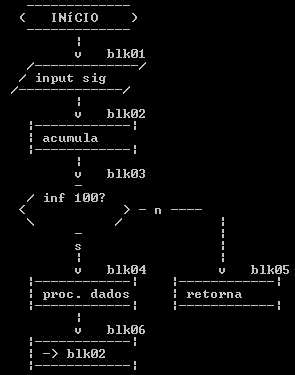 INíCIO
blk01
input sig
blk02
acumula
blk03
inf 100?
n
s
blk04 blk05
proc. dados retorna
blk06
-> blk02